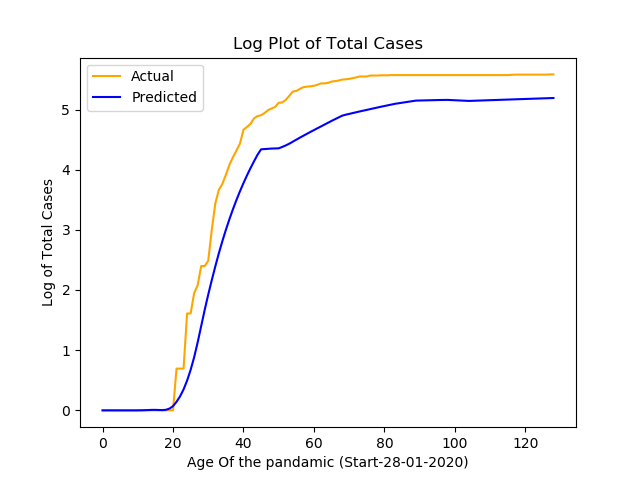 Log Plot of Total Cases
Actual
Predicted
5
4
3
2
1
0
Log of Total Cases
0 20 40 60 80 100 120
Age Of the pandamic (Start-28-01-2020)